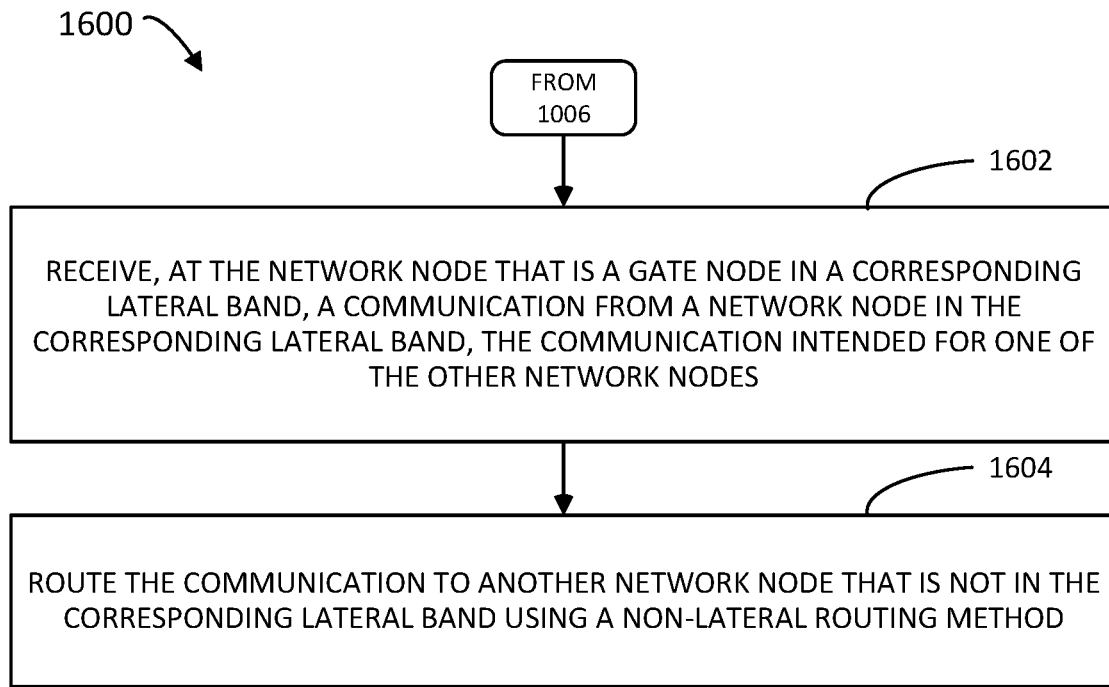 1600
FROM
1006
1602
RECEIVE, AT THE NETWORK NODE THAT IS A GATE NODE IN A CORRESPONDING
LATERAL BAND, A COMMUNICATION FROM A NETWORK NODE IN THE
CORRESPONDING LATERAL BAND, THE COMMUNICATION INTENDED FOR ONE OF
THE OTHER NETWORK NODES
1604
ROUTE THE COMMUNICATION TO ANOTHER NETWORK NODE THAT IS NOT IN THE
CORRESPONDING LATERAL BAND USING A NON-LATERAL ROUTING METHOD